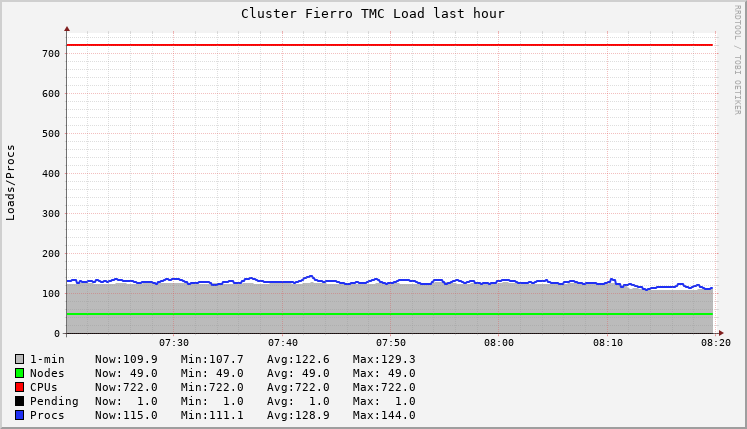 Cluster Fierro TMC Load last hour
RRDTOOL / TOBI OETIKER
Loads/Procs
700
600
500
400
300
200
100
0
07:30 07:40 07:50 08:00 08:10 08:20
1-min Now:109.9 Min:107.7 Avg:122.6 Max:129.3
Nodes Now: 49.0 Min: 49.0 Avg: 49.0 Max: 49.0
CPUs Now:722.0 Min:722.0 Avg:722.0 Max:722.0
Pending Now: 1.0 Min: 1.0 Avg: 1.0 Max: 1.0
Procs Now:115.0 Min:111.1 Avg:128.9 Max:144.0